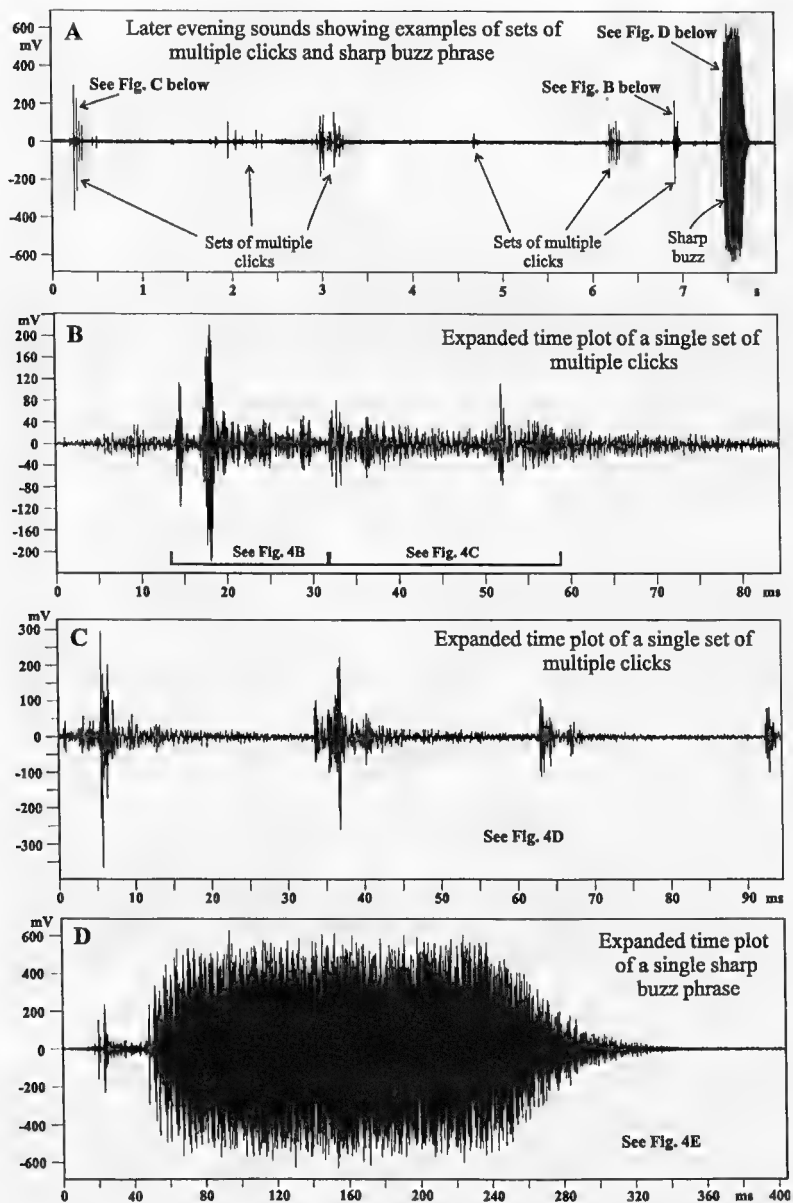 A
Later evening sounds showing examples of sets of
multiple clicks and sharp buzz phrase
mV
600
400
200
0
-200
-400
-600
See Fig. C below
See Fig. B below
See Fig. D below
Sets of multiple
clicks
Sets of multiple
clicks
Sharp
buzz
0 1 2 3 4 5 6 7 s
mV
B
Expanded time plot of a single set of
multiple clicks
200
160
120
80
40
0
-40
-80
-120
-160
-200
See Fig. 4B
See Fig. 4C
0 10 20 30 40 50 60 70 80 ms
mV
C
Expanded time plot of a single set of
multiple clicks
300
200
100
0
-100
-200
-300
See Fig. 4D
0 10 20 30 40 50 60 70 80 90 ms
mV
D
Expanded time plot
of a single sharp
buzz phrase
600
400
200
0
-200
-400
-600
See Fig. 4E
0 40 80 120 160 200 240 280 320 360 ms 400